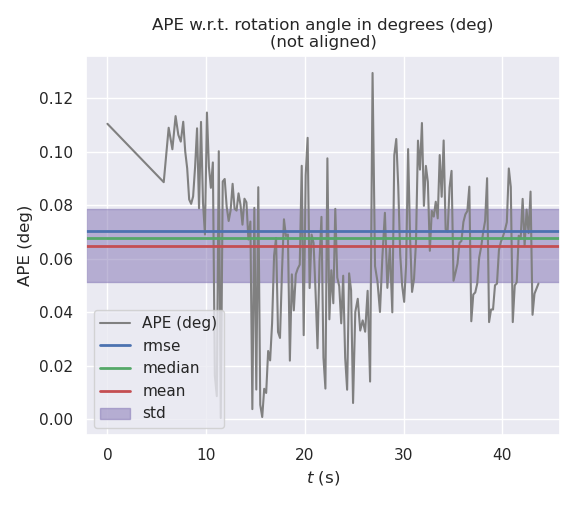 APE w.r.t. rotation angle in degrees (deg)
(not aligned)
APE (deg)
0.12
0.10
0.08
0.06
0.04
0.02
0.00
APE (deg)
rmse
median
mean
std
0 10 20 30 40
t (s)